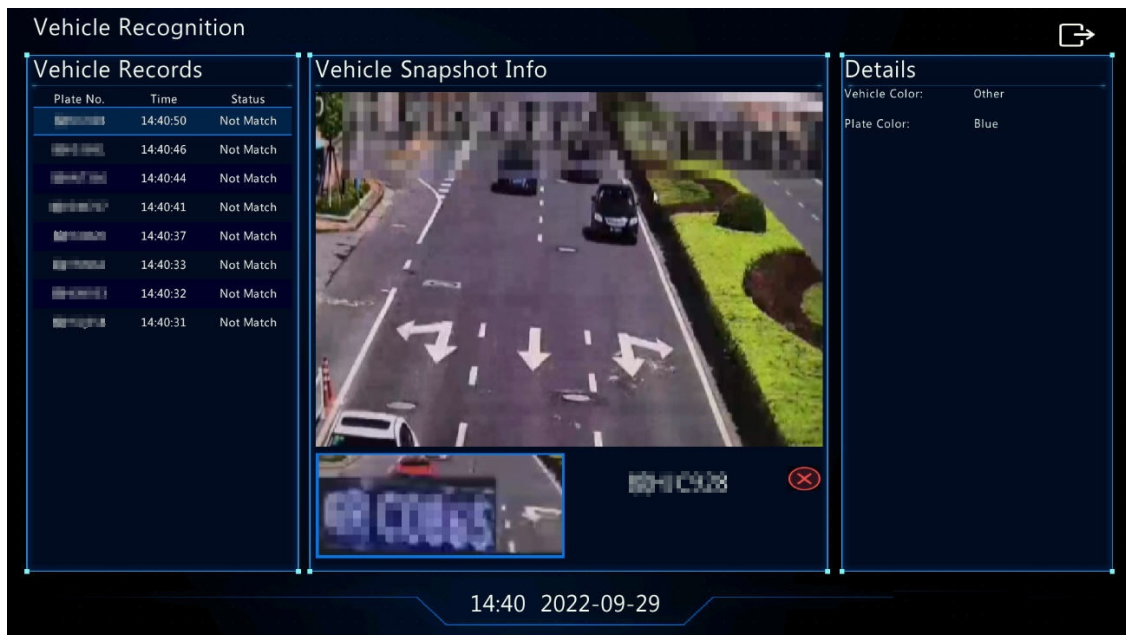 Vehicle Recognition
Vehicle Records
Plate No. Time Status
14:40:50 Not Match
14:40:46 Not Match
14:40:44 Not Match
14:40:41 Not Match
14:40:37 Not Match
14:40:33 Not Match
14:40:32 Not Match
14:40:31 Not Match
Vehicle Snapshot Info
Details
Vehicle Color: Other
Plate Color: Blue
14:40 2022-09-29